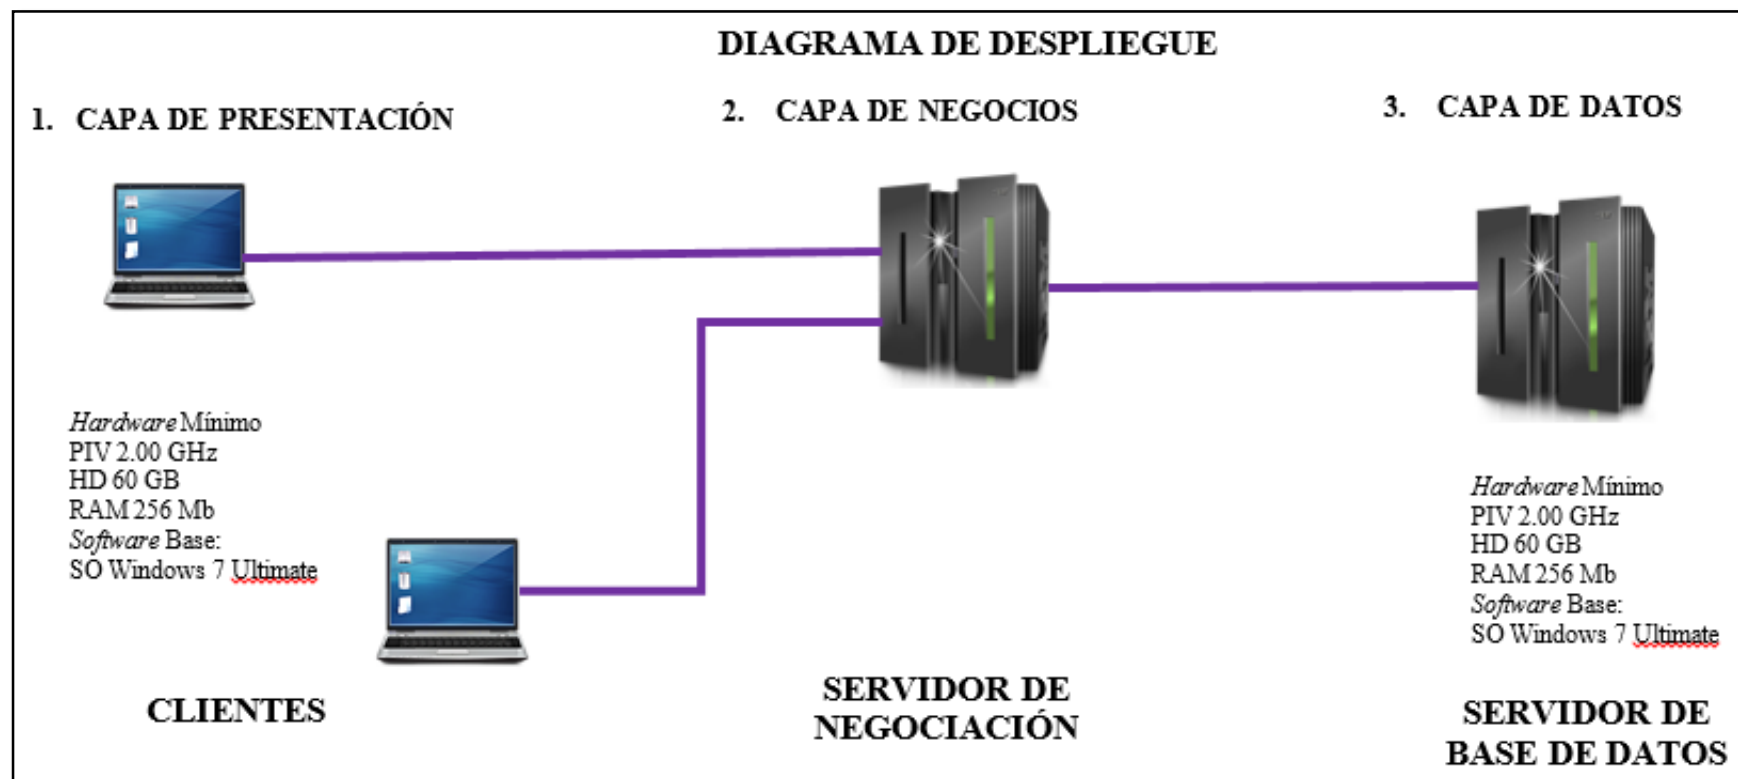 DIAGRAMA DE DESPLIEGUE
1. CAPA DE PRESENTACIÓN
2. CAPA DE NEGOCIOS
3. CAPA DE DATOS
Hardware Mínimo
PIV 2.00 GHz
HD 60 GB
RAM 256 Mb
Software Base:
SO Windows 7 Ultimate
CLIENTES
SERVIDOR DE
NEGOCIACIÓN
Hardware Mínimo
PIV 2.00 GHz
HD 60 GB
RAM 256 Mb
Software Base:
SO Windows 7 Ultimate
SERVIDOR DE
BASE DE DATOS